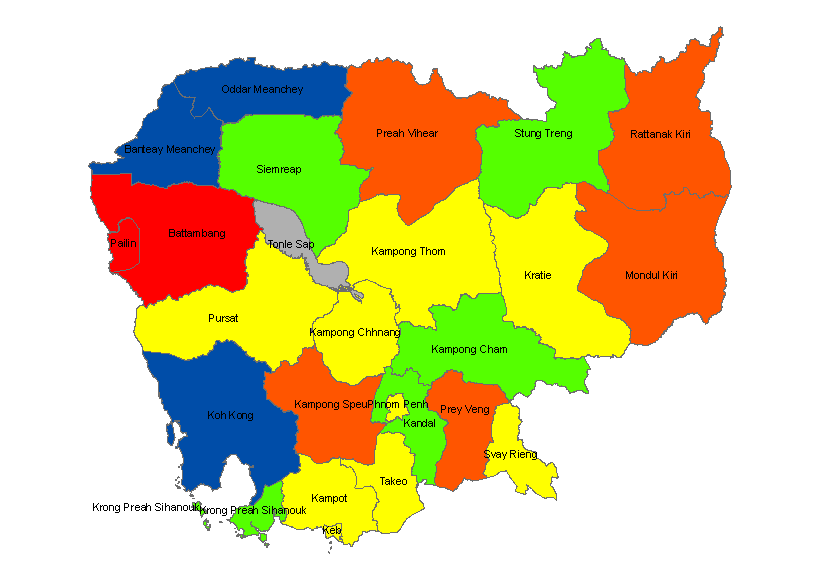 Oddar Meanchey
Preah Vihear
Stung Treng
Rattanak Kiri
Banteay Meanchey
Siemreap
Battambang
Pailin
Tonle Sap
Kampong Thom
Kratie
Mondul Kiri
Pursat
Kampong Chhnang
Kampong Cham
Koh Kong
Kampong Speu
Phnom Penh
Prey Veng
Kandal
Svay Rieng
Takeo
Kampot
Krong Preah Sihanouk
Krong Preah Sihanouk
Keb